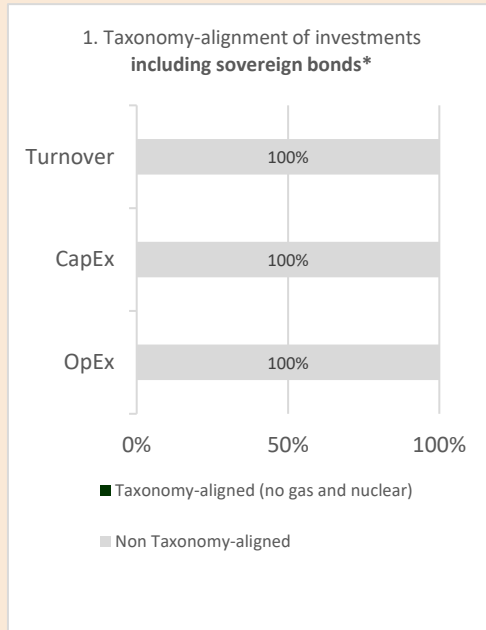 1. Taxonomy-alignment of investments
including sovereign bonds*
Turnover
100%
CapEx
100%
OpEx
100%
0%
50%
100%
Taxonomy-aligned (no gas and nuclear)
Non Taxonomy-aligned